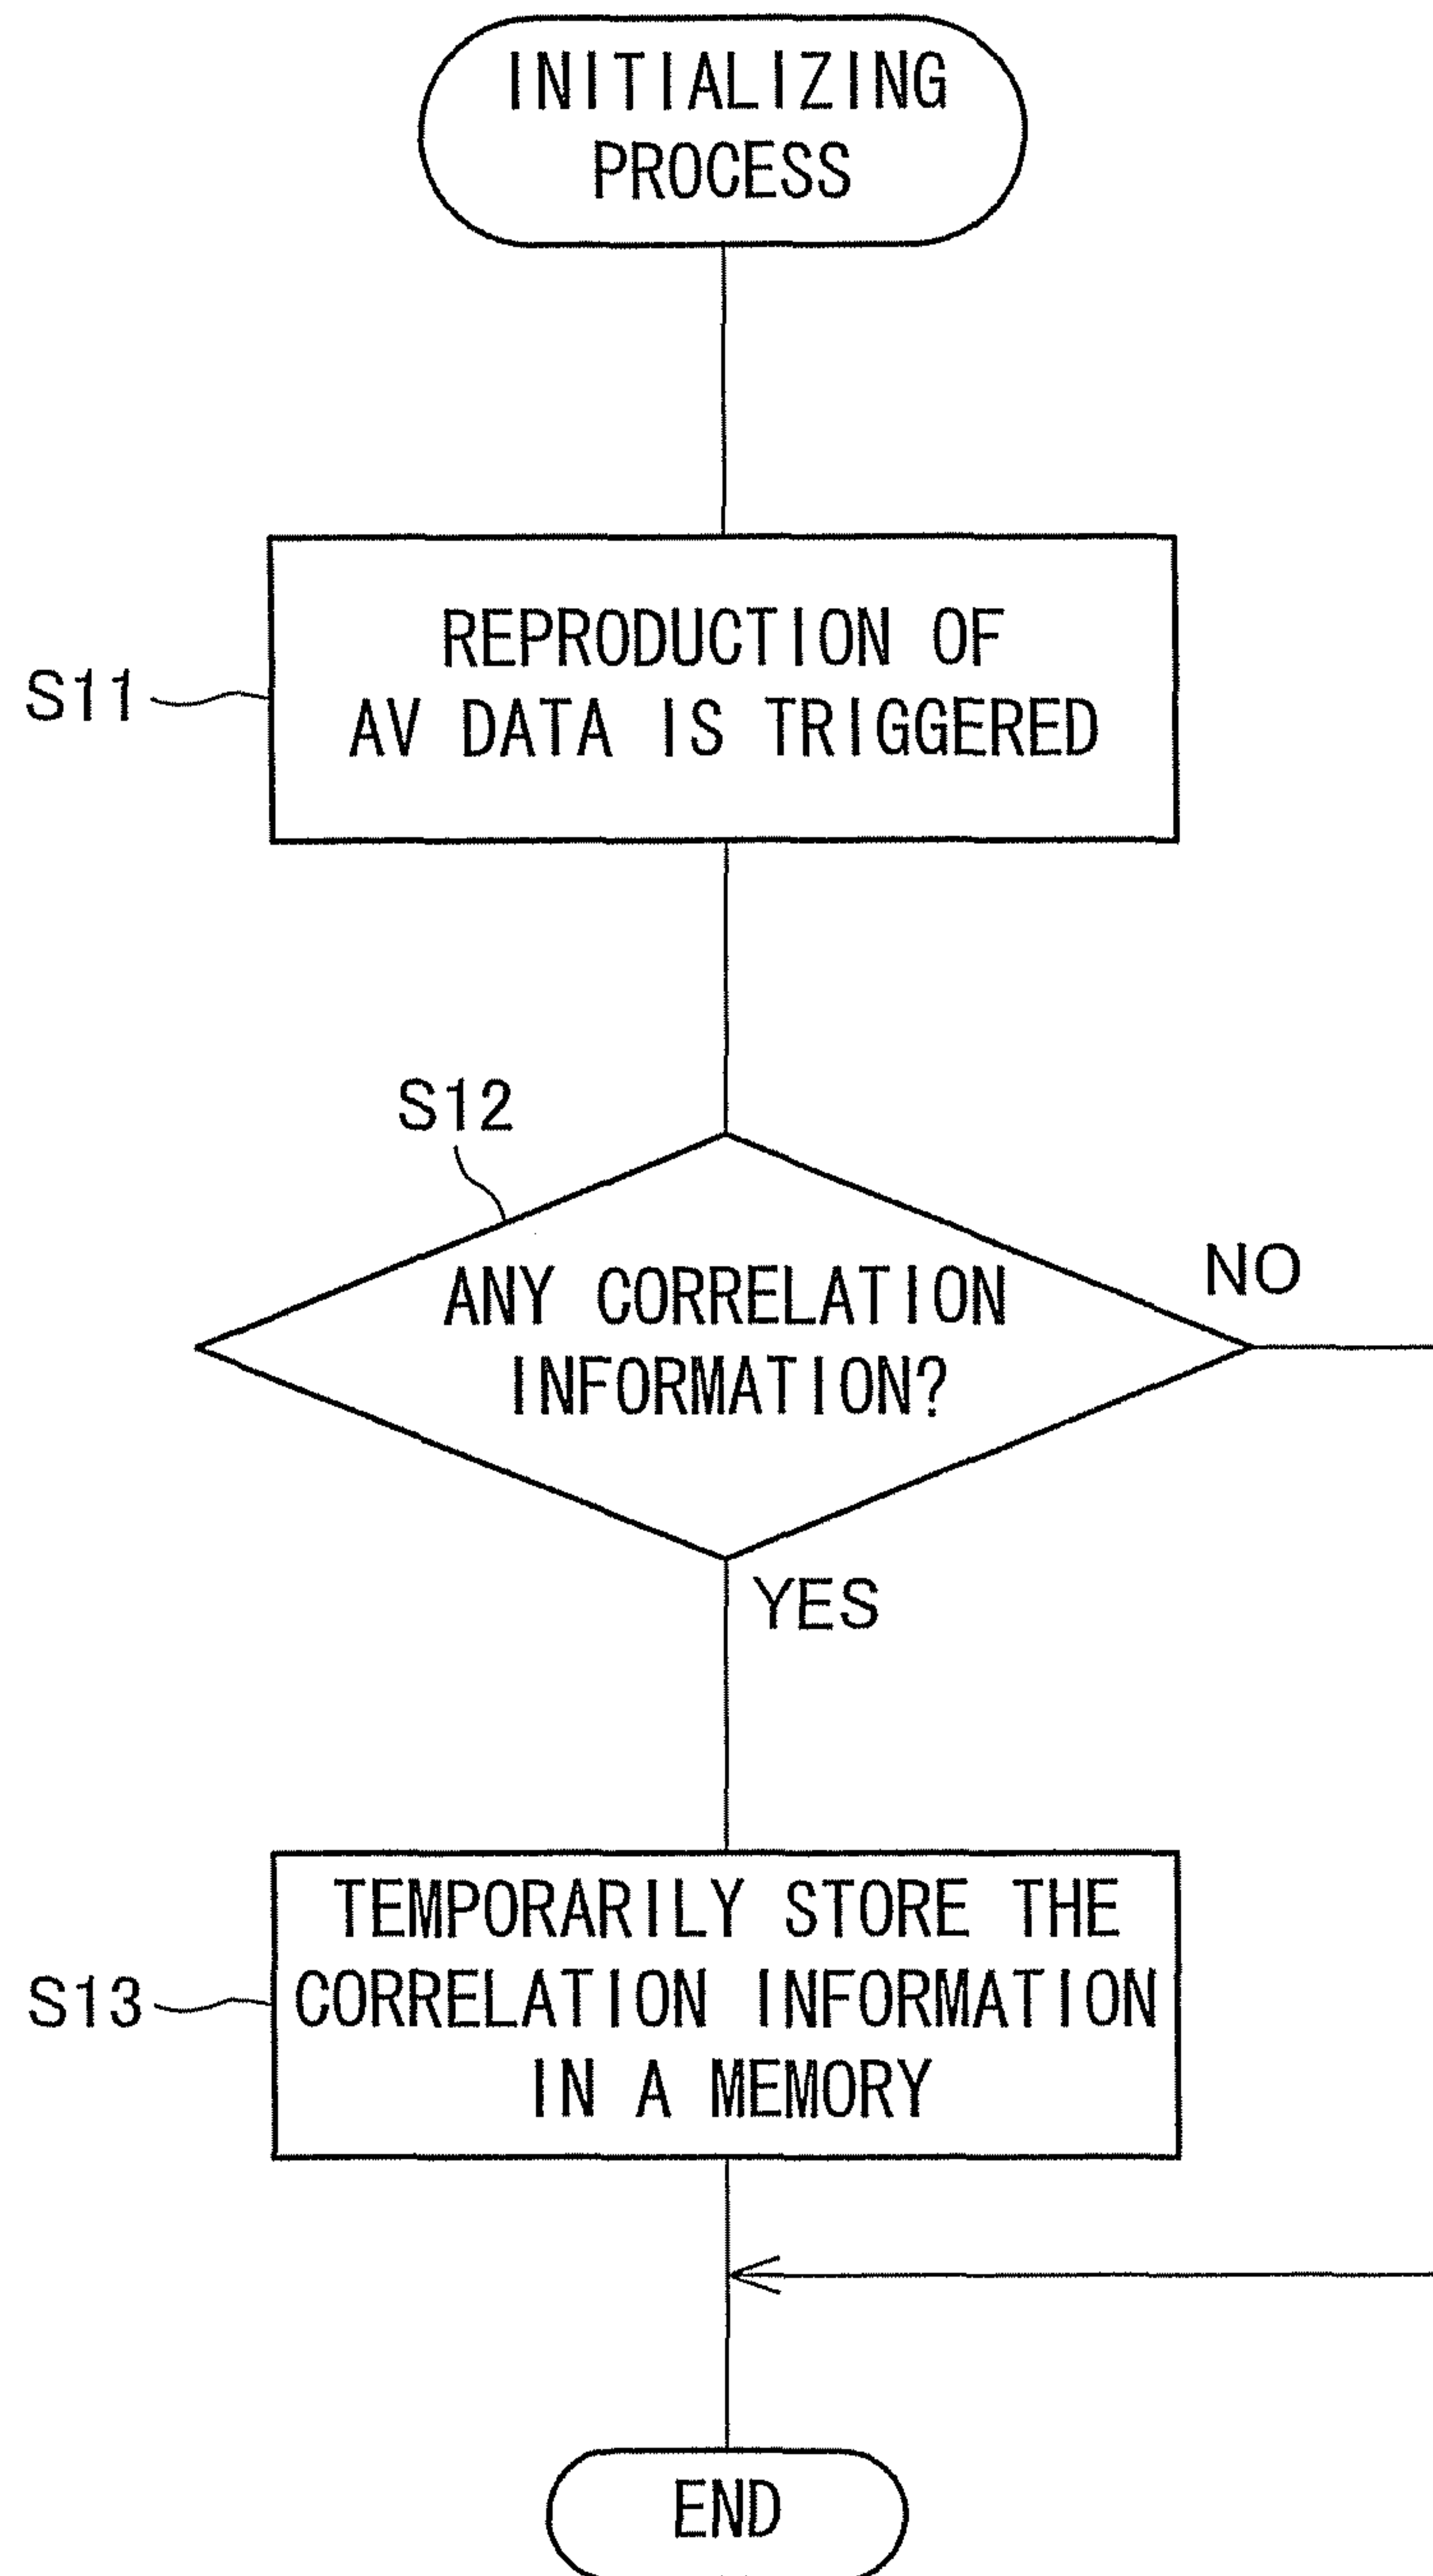 INITIALIZING
PROCESS
REPRODUCTION OF
AV DATA IS TRIGGERED
S11
S12
ANY CORRELATION
INFORMATION?
NO
YES
TEMPORARILY STORE THE
CORRELATION INFORMATION
IN A MEMORY
S13
END